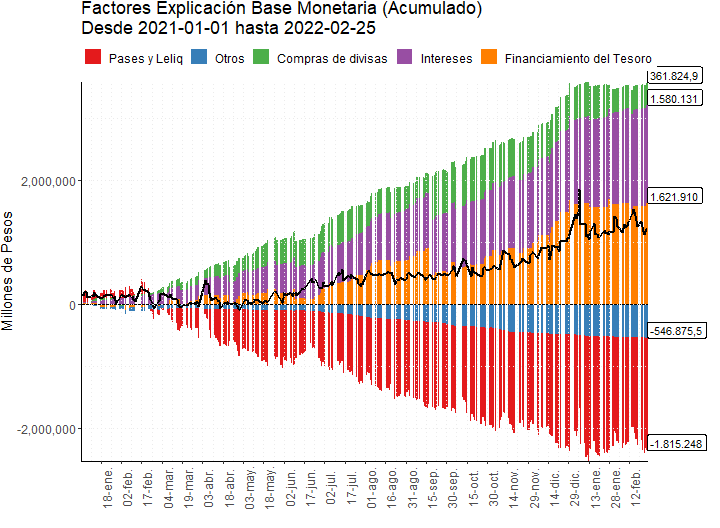 Factores Explicación Base Monetaria (Acumulado)
Desde 2021-01-01 hasta 2022-02-25
Pases y Leliq Otros Compras de divisas Intereses Financiamiento del Tesoro
361.824,9
1.580.131
1.621.910
-546.875,5
-1.815.248
Millones de Pesos
2,000,000
0
-2,000,000
18-ene.
02-feb.
17-feb.
04-mar.
19-mar.
03-abr.
18-abr.
03-may.
18-may.
02-jun.
17-jun.
02-jul.
17-jul.
01-ago.
16-ago.
31-ago.
15-sep.
30-sep.
15-oct.
30-oct.
14-nov.
29-nov.
14-dic.
29-dic.
13-ene.
28-ene.
12-feb.